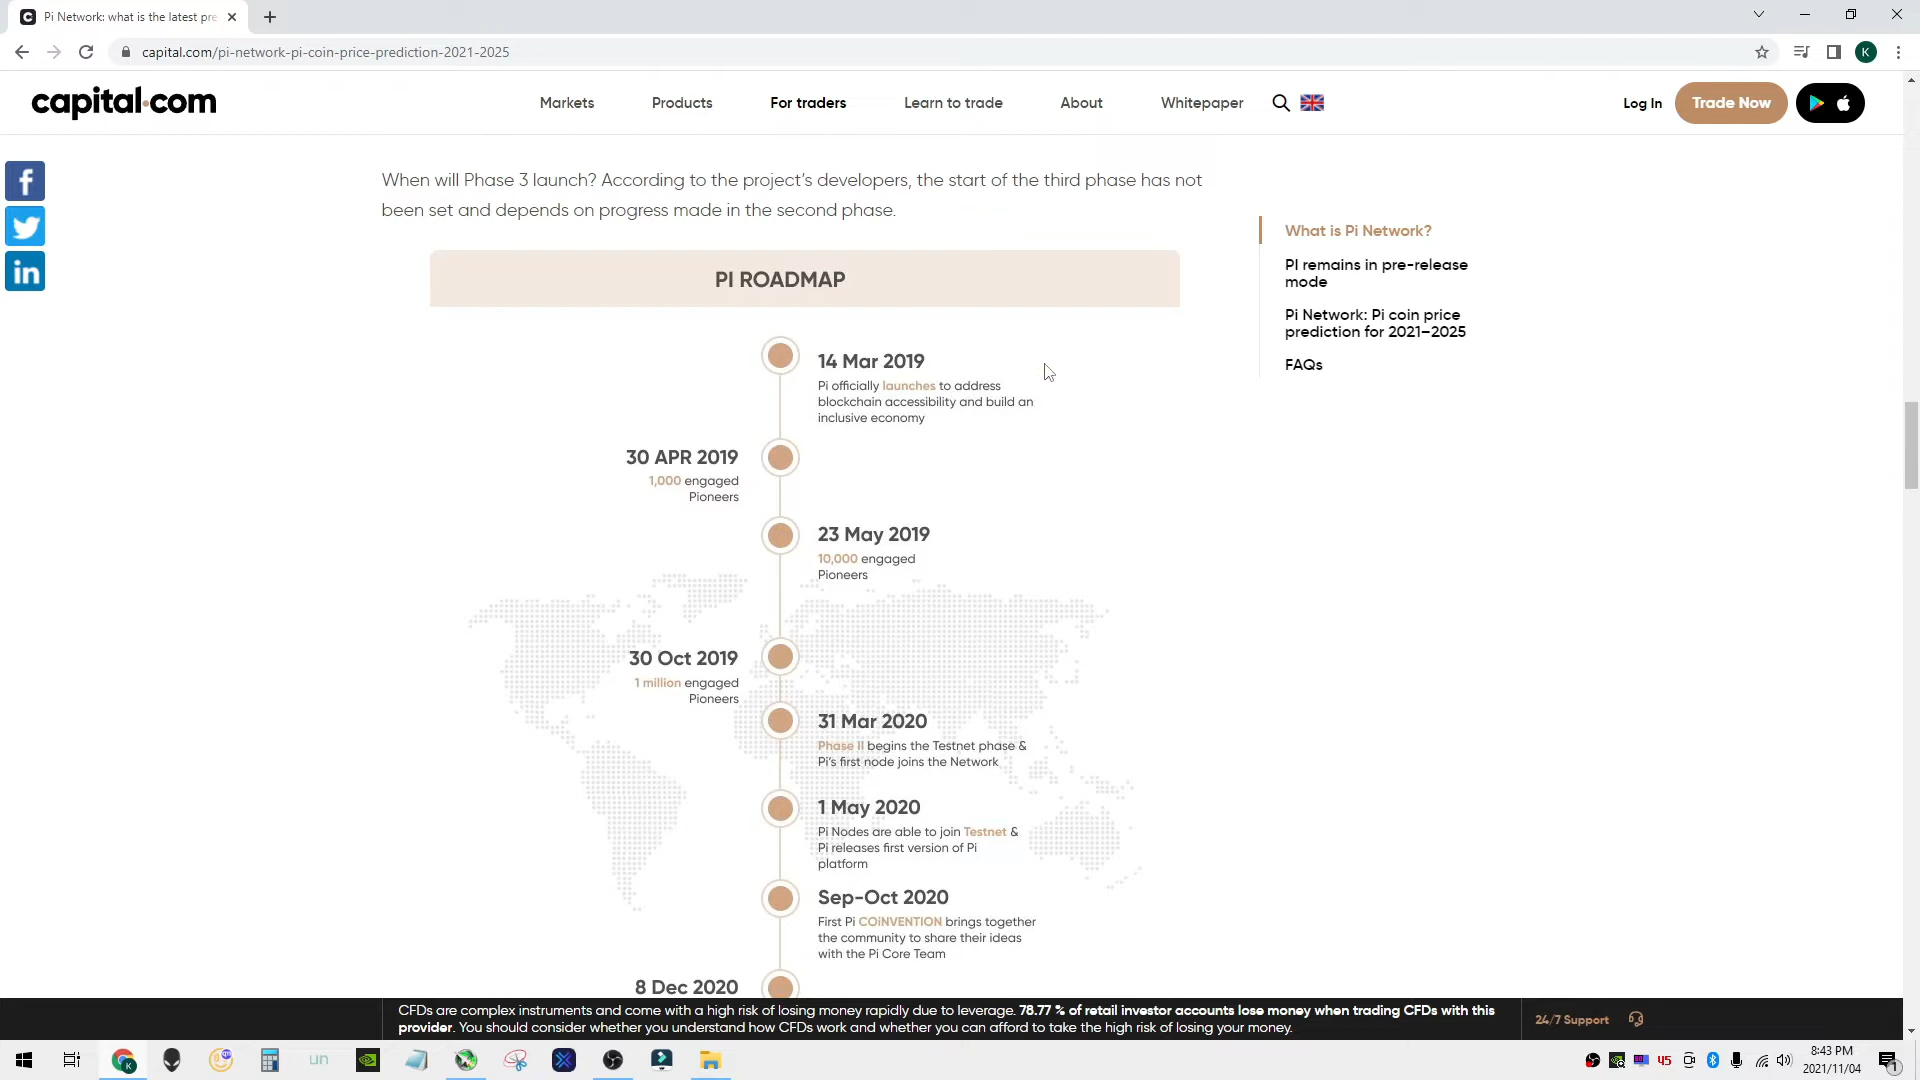 Pi Network: what is the latest pre
capital.com/pi-network-pi-coin-price-prediction-2021-2025
K
capital.com
Markets
Products
For traders
Learn to trade
About
Whitepaper
Log In
Trade Now
When will Phase 3 launch? According to the project's developers, the start of the third phase has not
been set and depends on progress made in the second phase.
What is Pi Network?
PI remains in pre-release
mode
Pi Network: Pi coin price
prediction for 2021–2025
FAQs
PI ROADMAP
14 Mar 2019
Pi officially launches to address
blockchain accessibility and build an
inclusive economy
30 APR 2019
1,000 engaged
Pioneers
23 May 2019
10,000 engaged
Pioneers
30 Oct 2019
1 million engaged
Pioneers
31 Mar 2020
Phase II begins the Testnet phase &
Pi's first node joins the Network
1 May 2020
Pi Nodes are able to join Testnet &
Pi releases first version of Pi
platform
Sep-Oct 2020
First Pi COiNVENTION brings together
the community to share their ideas
with the Pi Core Team
8 Dec 2020
CFDs are complex instruments and come with a high risk of losing money rapidly due to leverage. 78.77 % of retail investor accounts lose money when trading CFDs with this
provider. You should consider whether you understand how CFDs work and whether you can afford to take the high risk of losing your money.
24/7 Support
un
45
8:43 PM
2021/11/04
1